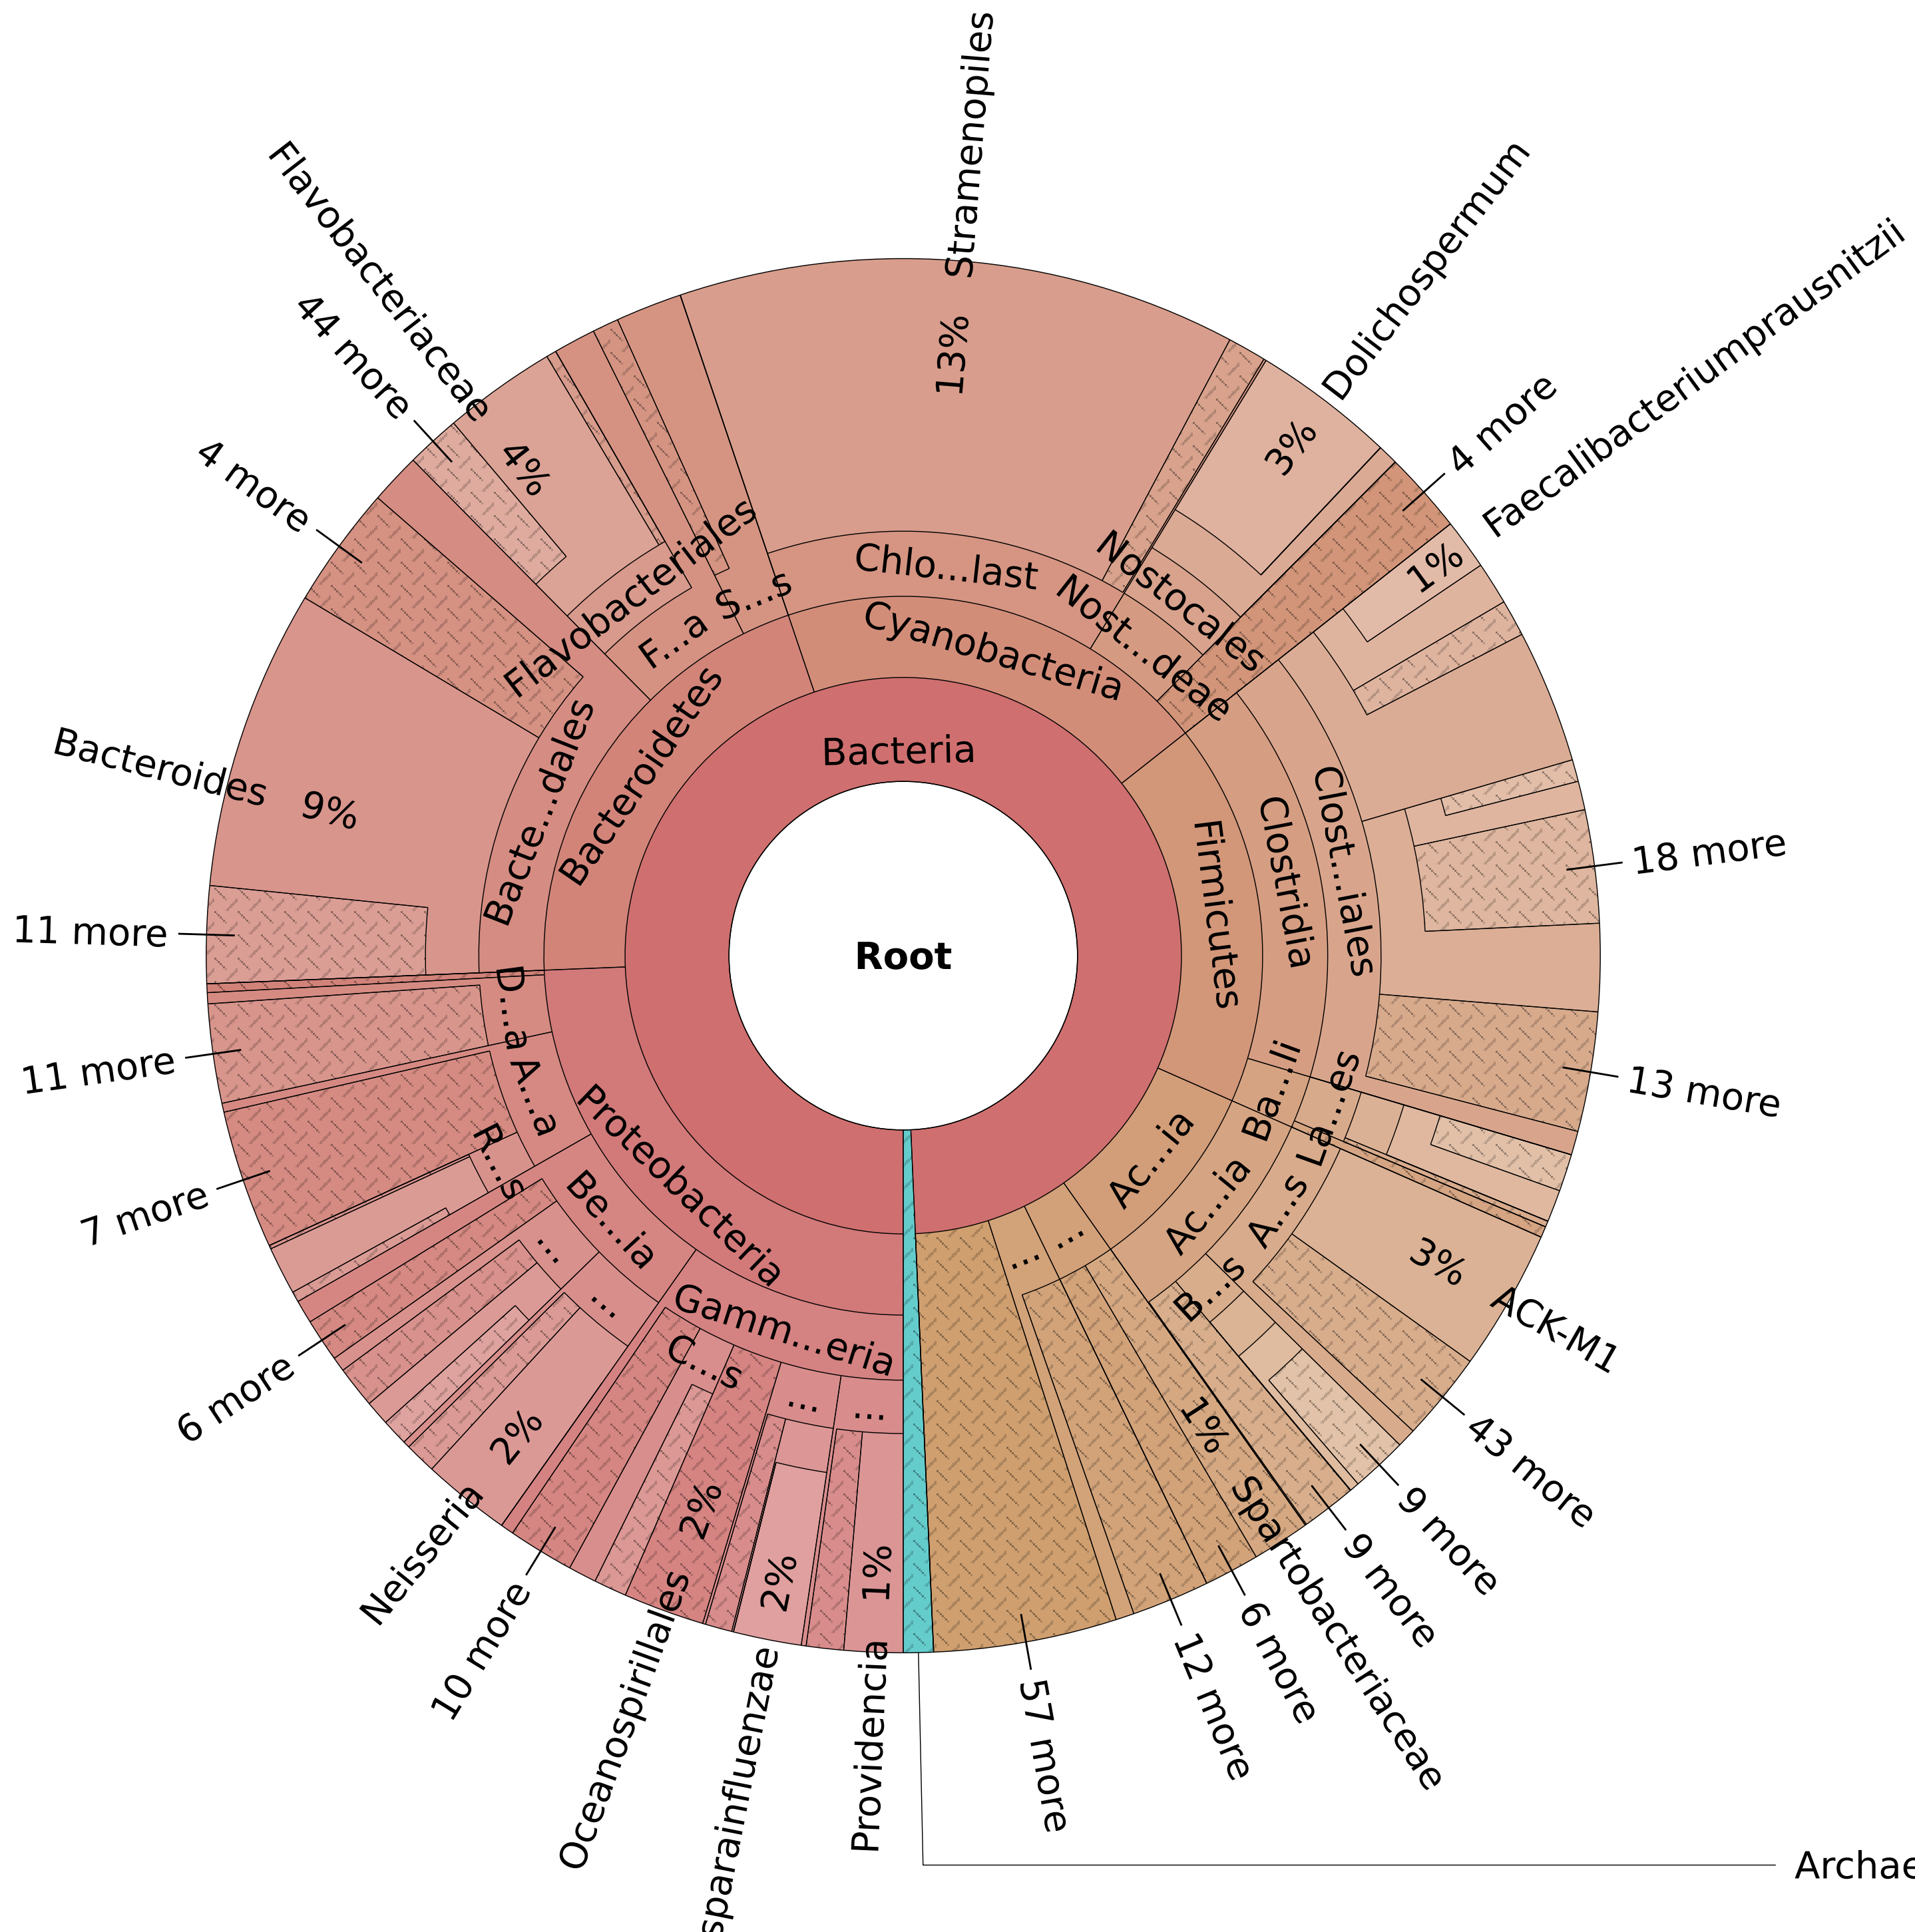 Stramenopiles
13%
Flavobacteriaceae
4%
44 more
4 more
Dolichospermum
3%
4 more
Faecalibacteriumprausnitzii
1%
Flavobacteriales
F...a
S...s
Chlo...last
Nost...deae
Nostocales
Cyanobacteria
Bacteroidetes
Bacte...dales
Bacteroides
9%
11 more
Bacteria
Root
Firmicutes
Clostridia
Clost...iales
18 more
13 more
D...a
11 more
A...a
7 more
R...s
Proteobacteria
Be...ia
...
...
6 more
2%
Neisseria
10 more
Gamm...eria
C...s
...
...
2%
Oceanospirillales
2%
sparainfluenzae
1%
Providencia
Ba...li
La...es
Ac...ia
Ac...ia
A...s
B...s
3%
ACK-M1
43 more
9 more
9 more
... ...
1%
Spartobacteriaceae
6 more
12 more
57 more
Archae